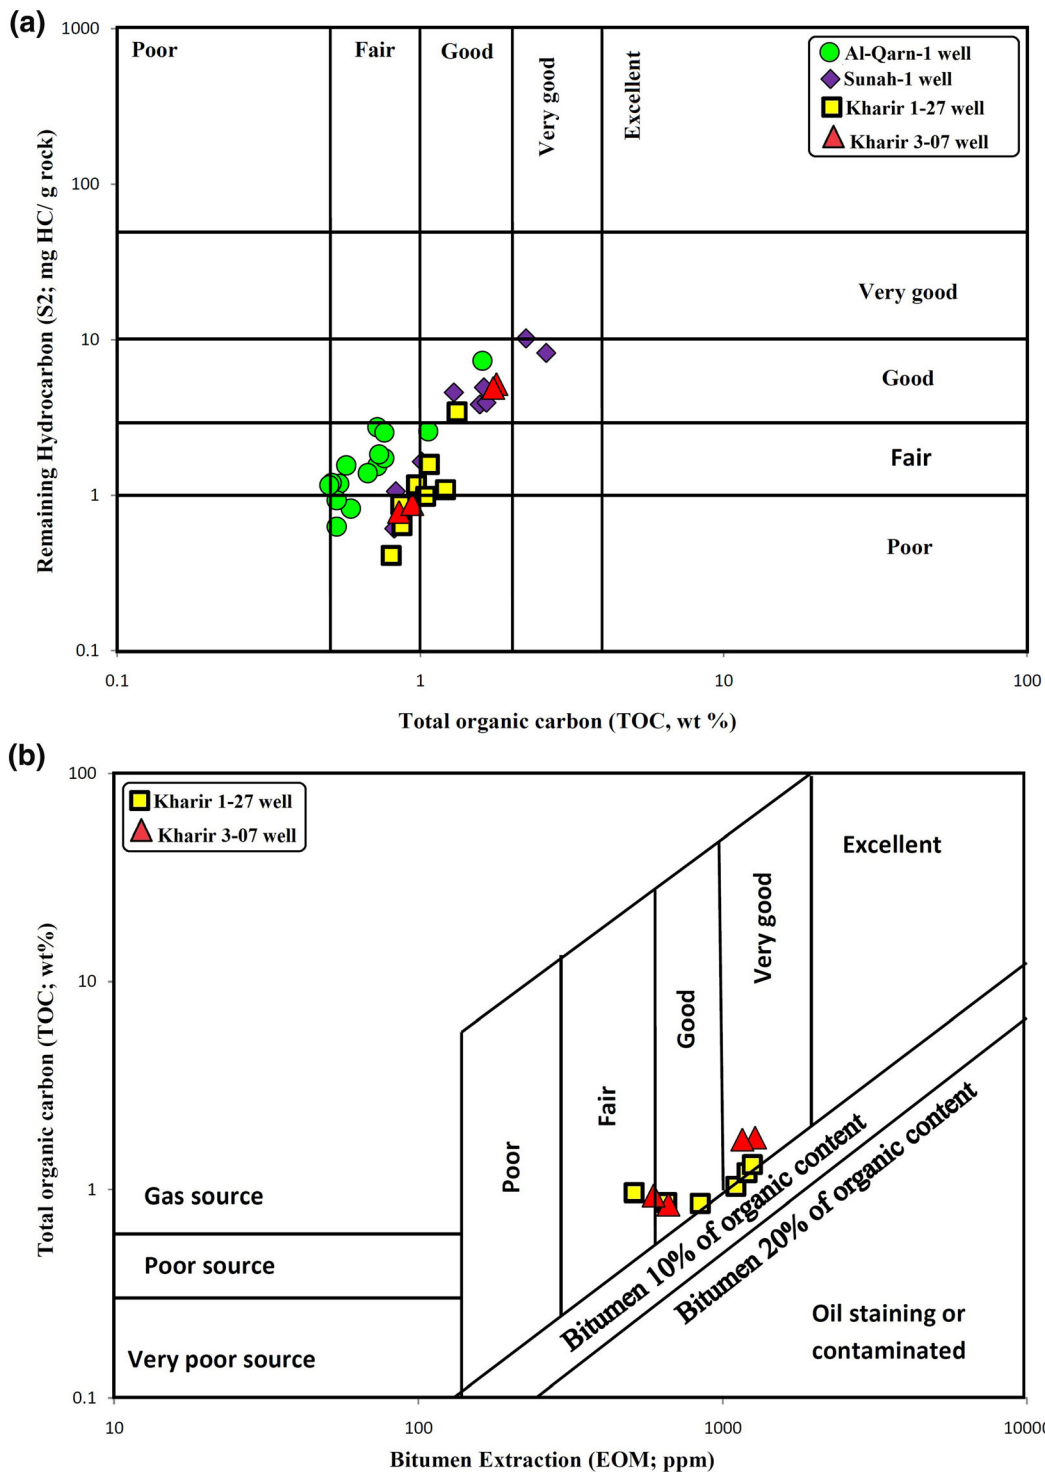 (a)
1000
100
10
1
0.1
Remaining Hydrocarbon (S2; mg HC/ g rock)
Poor
Fair
Good
Very good
Excellent
Al-Qarn-1 well
Sunah-1 well
Kharir 1-27 well
Kharir 3-07 well
Very good
Good
Fair
Poor
0.1
1
10
100
Total organic carbon (TOC, wt %)
(b)
100
10
1
0.1
Total organic carbon (TOC; wt%)
Kharir 1-27 well
Kharir 3-07 well
Excellent
Very good
Good
Fair
Poor
Gas source
Poor source
Very poor source
Bitumen 10% of organic content
Bitumen 20% of organic content
Oil staining or
contaminated
10
100
1000
10000
Bitumen Extraction (EOM; ppm)